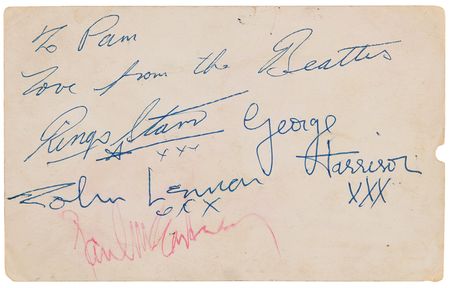 To Pam
Love from the Beatles
Ringo Starr xxx
George Harrison xxx
John Lennon xxx
Paul McCartney